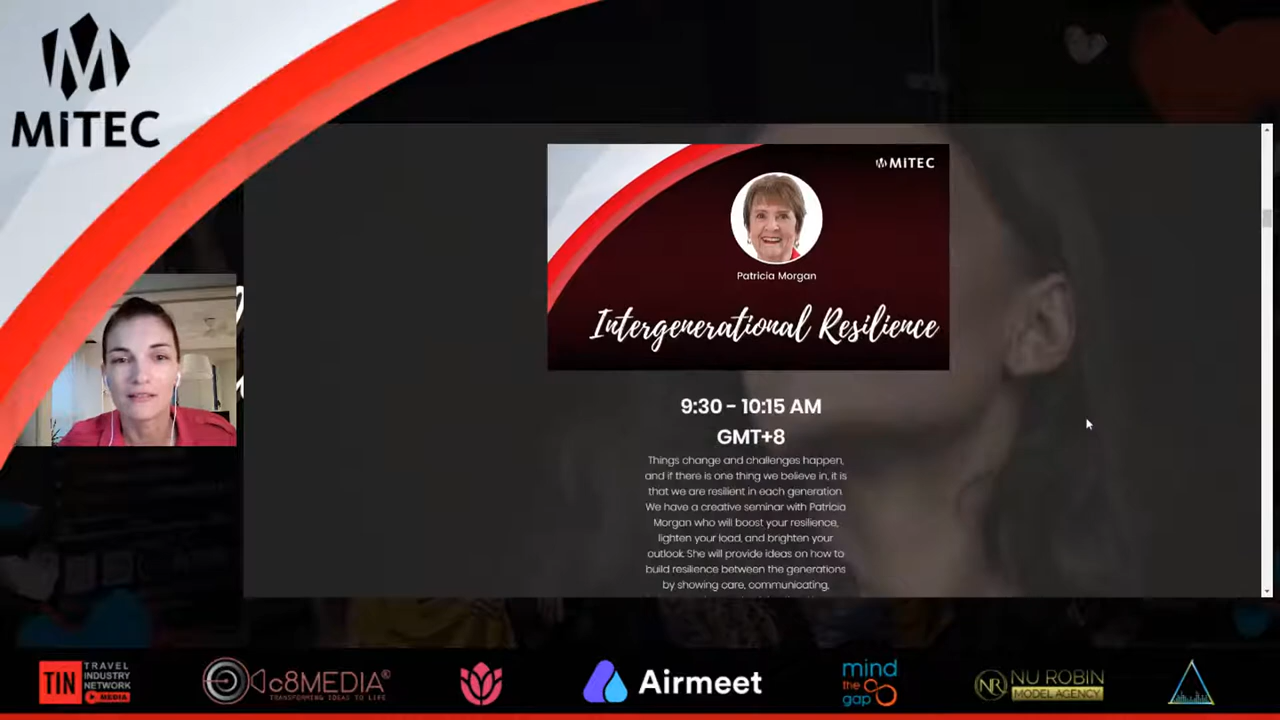 MiTEC
MITEC
Patricia Morgan
Intergenerational Resilience
9:30 - 10:15 AM
GMT+8
Things change and challenges happen,
and if there is one thing we believe in, it is
that we are resilient in each generation.
We have a creative seminar with Patricia
Morgan who will boost your resilience,
lighten your load, and brighten your
outlook. She will provide ideas on how to
build resilience between the generations
by showing care, communicating,
TIN TRAVEL
INDUSTRY
NETWORK
MEDIA
c8MEDIA®
TRANSFORMING IDEAS TO LIFE
Airmeet
mind
the
gap
NR NU ROBIN
MODEL AGENCY